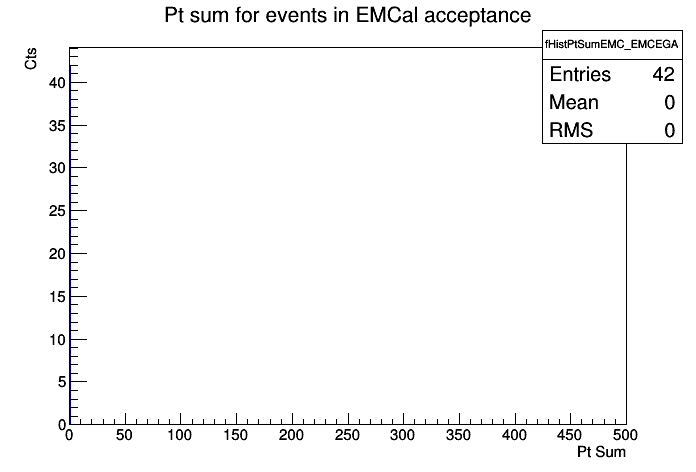 Pt sum for events in EMCal acceptance
fHistPtSumEMC_EMCEGA
Entries 42
Mean 0
RMS 0
Cts
40
35
30
25
20
15
10
5
0
0 50 100 150 200 250 300 350 400 450 500
Pt Sum